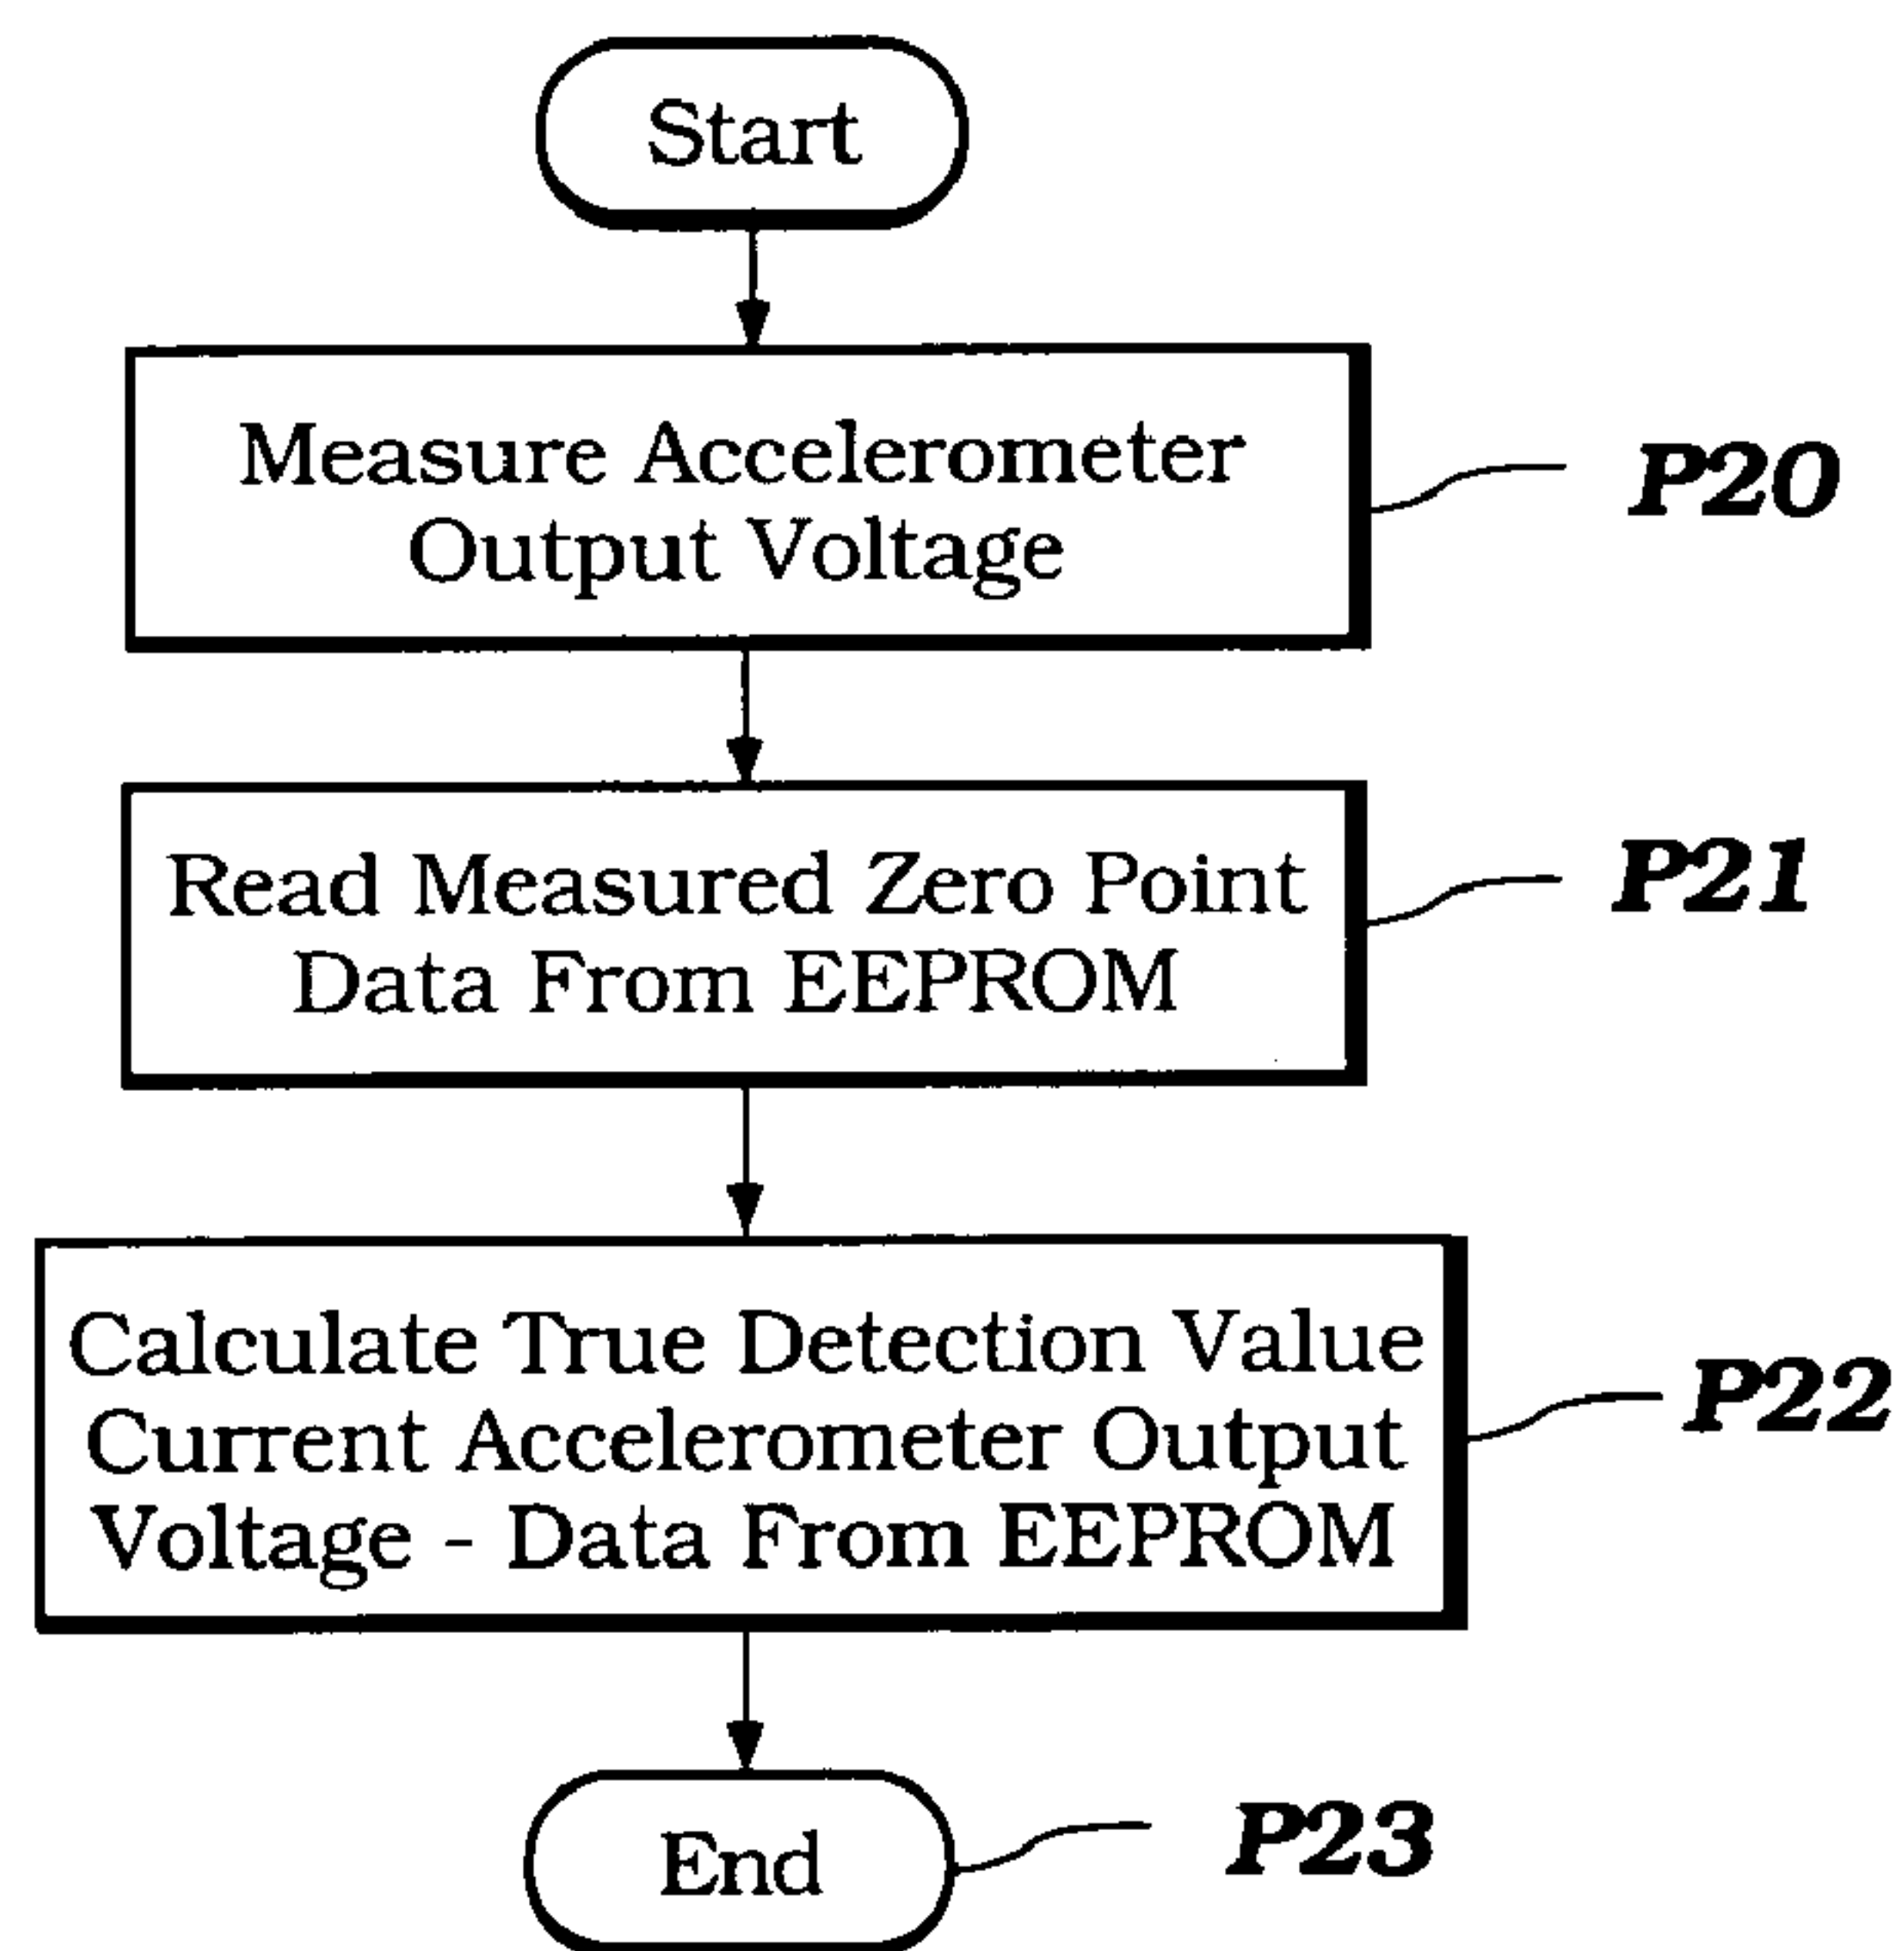 Start
Measure Accelerometer
Output Voltage
P20
Read Measured Zero Point
Data From EEPROM
P21
Calculate True Detection Value
Current Accelerometer Output
Voltage - Data From EEPROM
P22
End
P23